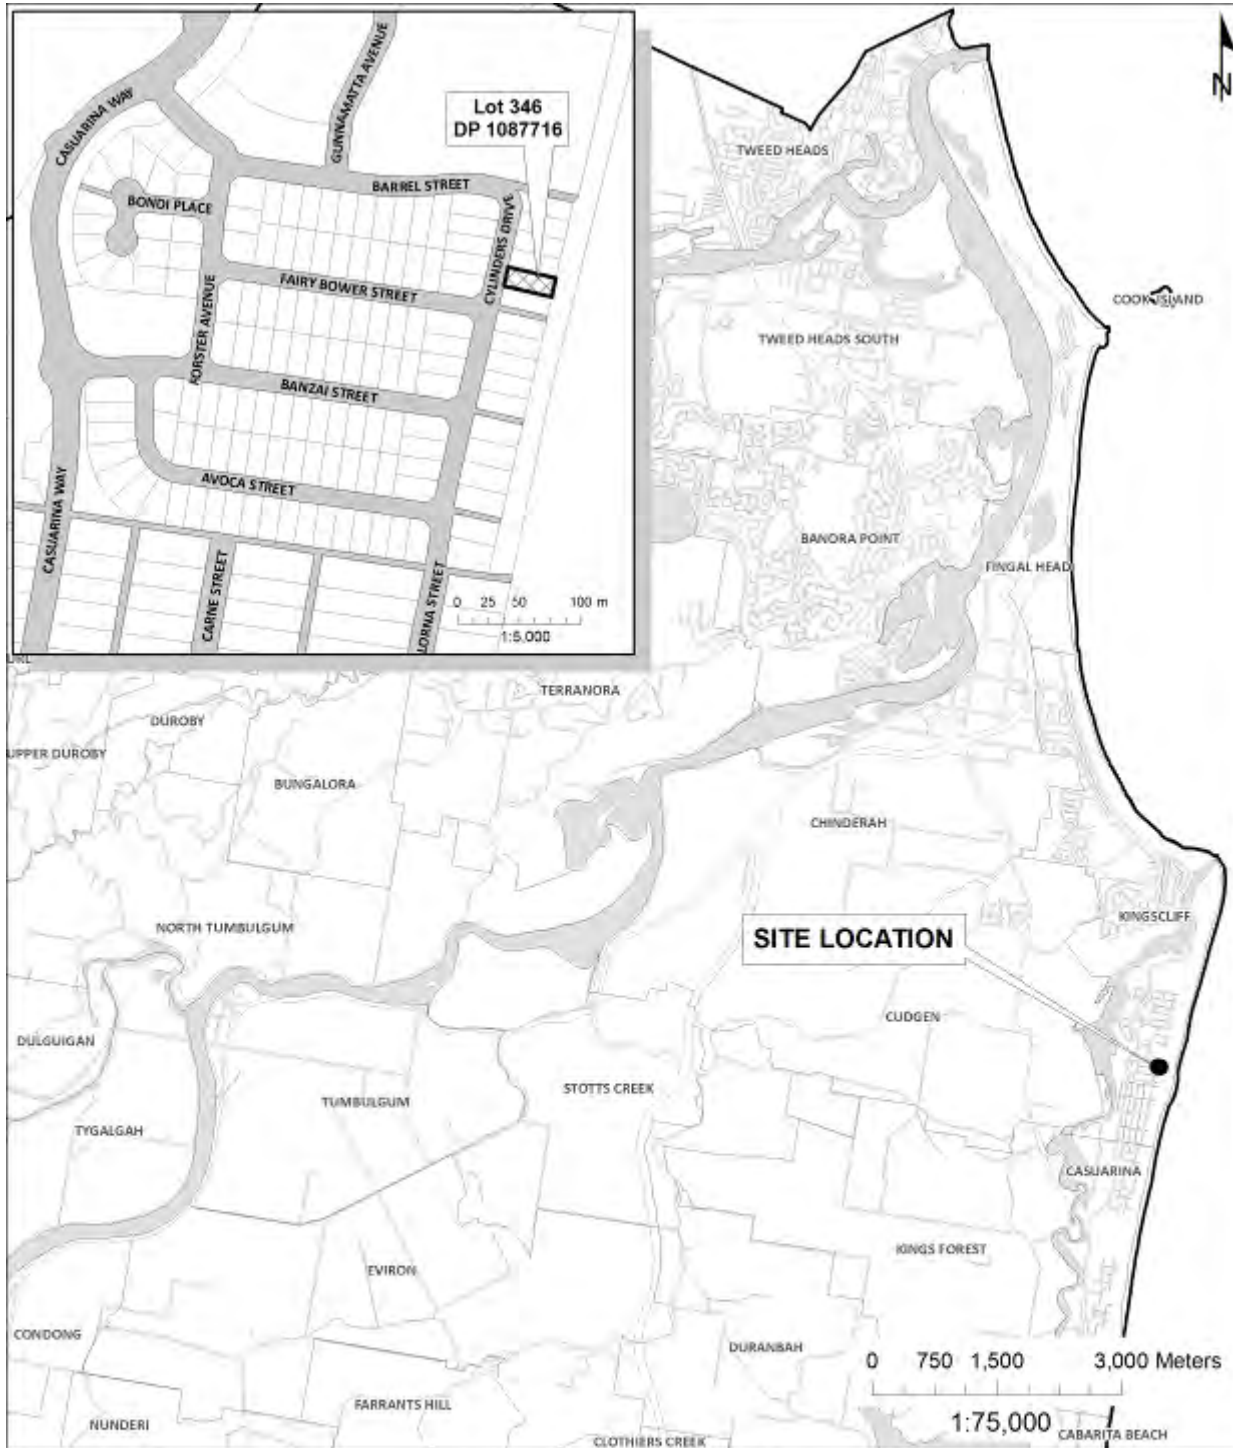 CASUARINA WAY
GUNNAMATTA AVENUE
Lot 346
DP 1087716
BARREL STREET
BONDI PLACE
CYLINDERS DRIVE
FAIRY BOWER STREET
FORSTER AVENUE
BANZAI STREET
AVOCA STREET
CASUARINA WAY
CARNE STREET
LORNA STREET
0 25 50 100 m
1:5,000
N
TWEED HEADS
COOK ISLAND
TWEED HEADS SOUTH
BANORA POINT
FINGAL HEAD
TERRANORA
DUROBY
UPPER DUROBY
BUNGALORA
CHINDERAH
KINGSCLIFF
NORTH TUMBULGUM
SITE LOCATION
CUDGEN
DULGUIGAN
STOTTS CREEK
TUMBULGUM
TYGALGAH
CASUARINA
KINGS FOREST
EVIRON
CONDONG
DURANBAH
0 750 1,500 3,000 Meters
FARRANTS HILL
NUNDERI
1:75,000
CABARITA BEACH
CLOTHIERS CREEK